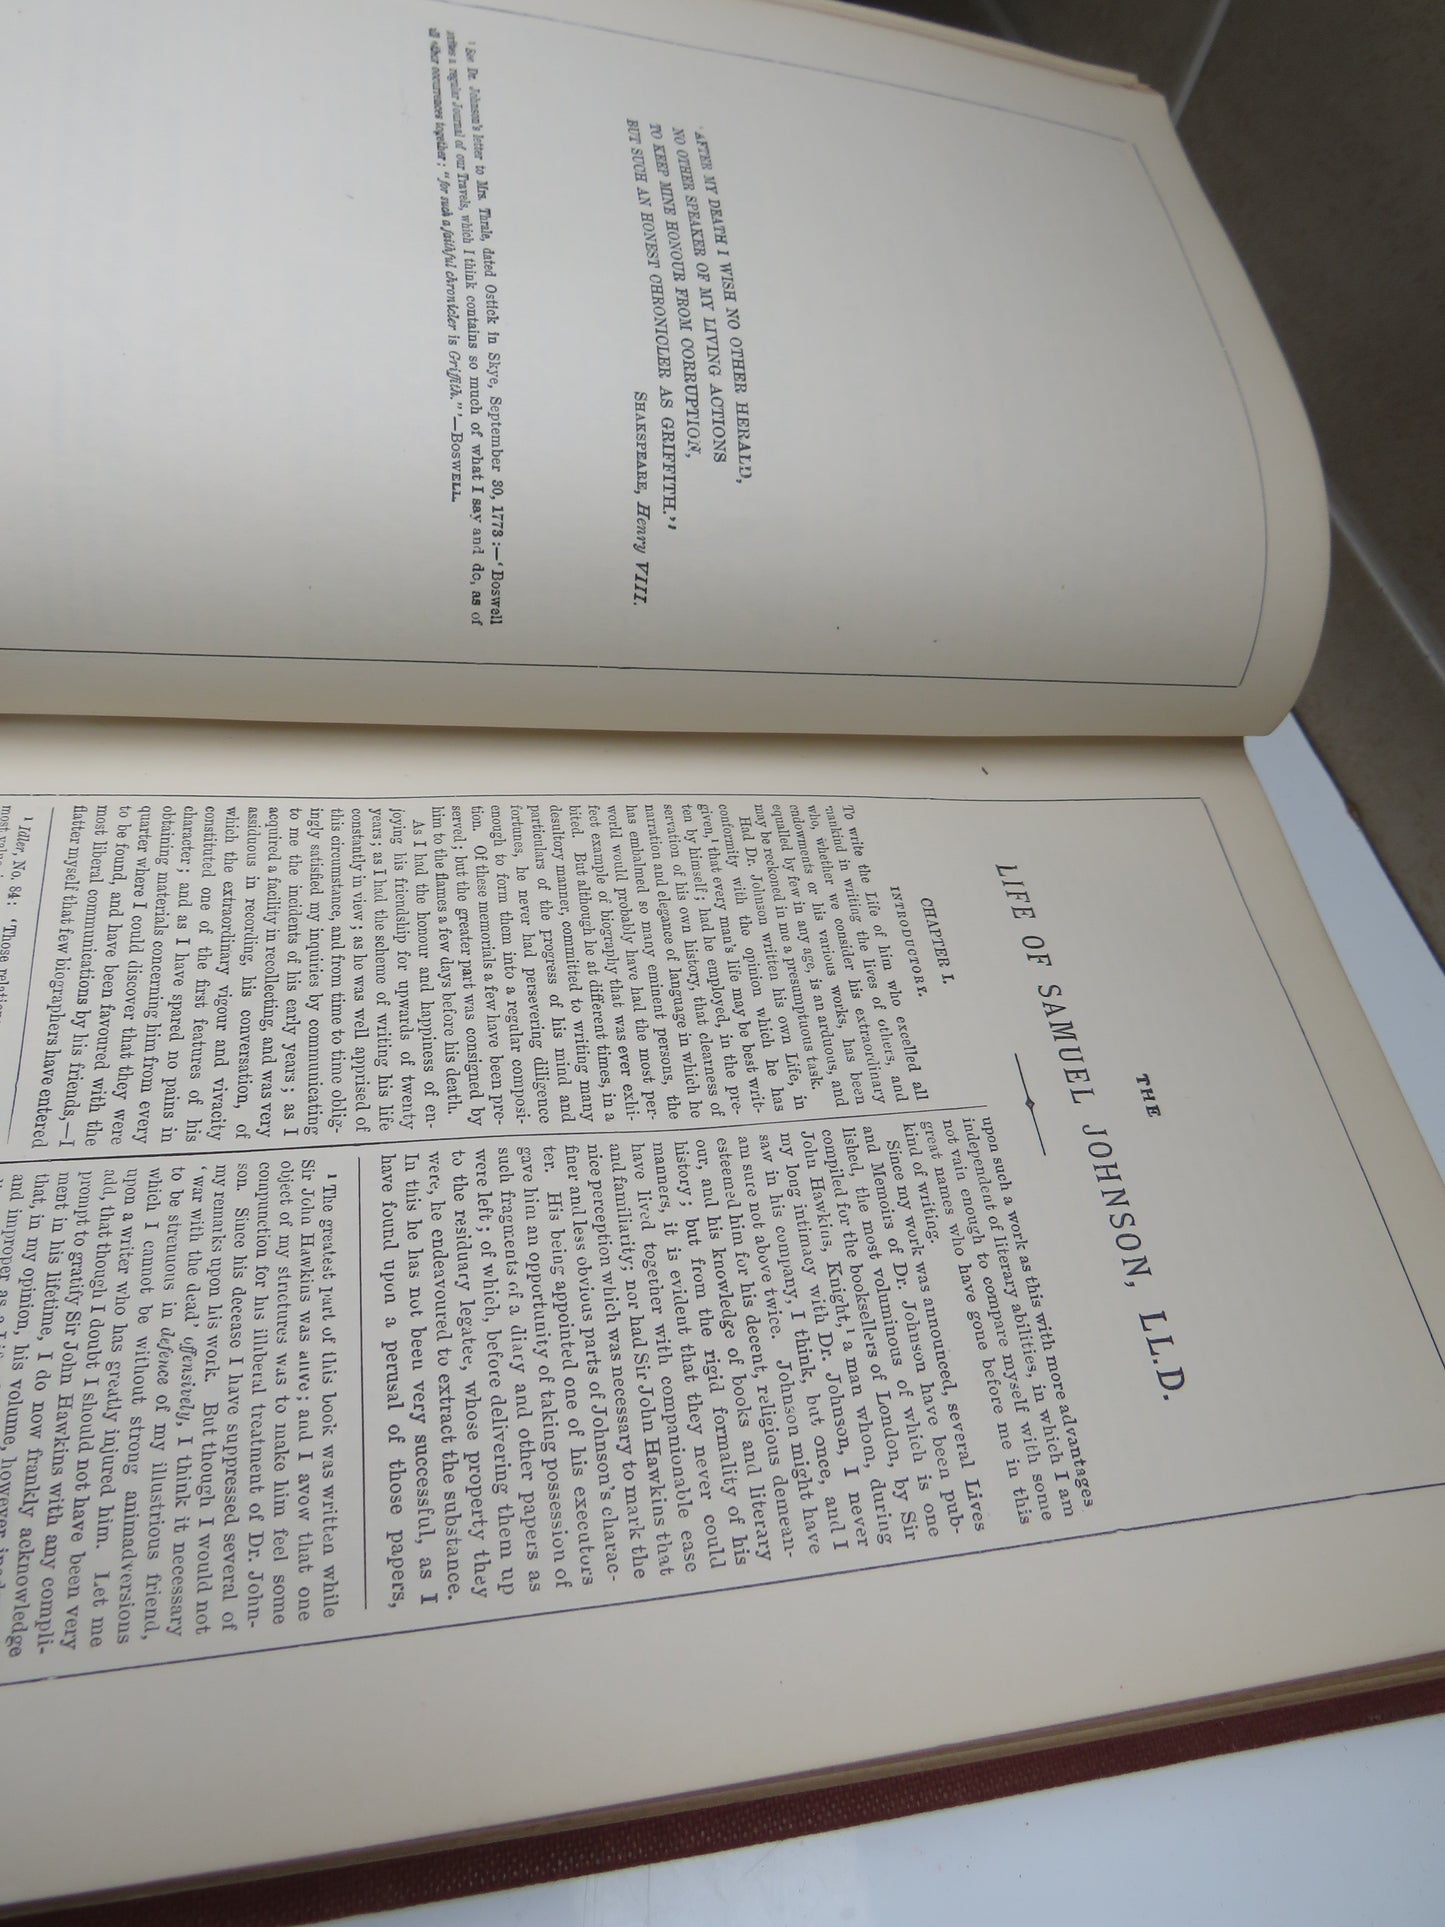 'AFTER MY DEATH I WISH NO OTHER HERALD,
NO OTHER SPEAKER OF MY LIVING ACTIONS
TO KEEP MINE HONOUR FROM CORRUPTION,
BUT SUCH AN HONEST CHRONICLER AS GRIFFITH.'¹
SHAKSPEARE, Henry VIII.
¹ See Dr. Johnson's letter to Mrs. Thrale, dated Ostick in Skye, September 30, 1773:—'Boswell
writes a regular Journal of our Travels, which I think contains so much of what I say and do, as of
all other occurrences together; "for such a faithful chronicler is Griffith."'—BOSWELL.
THE
LIFE OF SAMUEL JOHNSON, LL.D.
CHAPTER I.
INTRODUCTORY.
To write the Life of him who excelled all
mankind in writing the lives of others, and
who, whether we consider his extraordinary
endowments or his various works, has been
equalled by few in any age, is an arduous, and
may be reckoned in me a presumptuous task.
Had Dr. Johnson written his own Life, in
conformity with the opinion which he has
given,¹ that every man's life may be best writ-
ten by himself; had he employed, in the pre-
servation of his own history, that clearness of
narration and elegance of language in which he
has embalmed so many eminent persons, the
world would probably have had the most per-
fect example of biography that was ever exhi-
bited. But although he at different times, in a
desultory manner, committed to writing many
particulars of the progress of his mind and
fortunes, he never had persevering diligence
enough to form them into a regular composi-
tion. Of these memorials a few have been pre-
served; but the greater part was consigned by
him to the flames a few days before his death.
As I had the honour and happiness of en-
joying his friendship for upwards of twenty
years; as I had the scheme of writing his life
constantly in view; as he was well apprised of
this circumstance, and from time to time oblig-
ingly satisfied my inquiries by communicating
to me the incidents of his early years; as I
acquired a facility in recollecting, and was very
assiduous in recording, his conversation, of
which the extraordinary vigour and vivacity
constituted one of the first features of his
character; and as I have spared no pains in
obtaining materials concerning him from every
quarter where I could discover that they were
to be found, and have been favoured with the
most liberal communications by his friends,—I
flatter myself that few biographers have entered
¹ Idler, No. 84: 'Those relations
upon such a work as this with more advantages,
independent of literary abilities, in which I am
not vain enough to compare myself with some
great names who have gone before me in this
kind of writing.
Since my work was announced, several Lives
and Memoirs of Dr. Johnson have been pub-
lished, the most voluminous of which is one
compiled for the booksellers of London, by Sir
John Hawkins, Knight,¹ a man whom, during
my long intimacy with Dr. Johnson, I never
saw in his company, I think, but once, and I
am sure not above twice. Johnson might have
esteemed him for his decent, religious demean-
our, and his knowledge of books and literary
history; but from the rigid formality of his
manners, it is evident that they never could
have lived together with companionable ease
and familiarity; nor had Sir John Hawkins that
nice perception which was necessary to mark the
finer and less obvious parts of Johnson's charac-
ter. His being appointed one of his executors
gave him an opportunity of taking possession of
such fragments of a diary and other papers as
were left; of which, before delivering them up
to the residuary legatee, whose property they
were, he endeavoured to extract the substance.
In this he has not been very successful, as I
have found upon a perusal of those papers,
¹ The greatest part of this book was written while
Sir John Hawkins was alive; and I avow that one
object of my strictures was to make him feel some
compunction for his illiberal treatment of Dr. John-
son. Since his decease I have suppressed several of
my remarks upon his work. But though I would not
'war with the dead' offensively, I think it necessary
to be strenuous in defence of my illustrious friend,
which I cannot be without strong animadversions
upon a writer who has greatly injured him. Let me
add, that though I doubt I should not have been very
prompt to gratify Sir John Hawkins with any compli-
ment in his lifetime, I do now frankly acknowledge
that, in my opinion, his volume, however
and improper as a